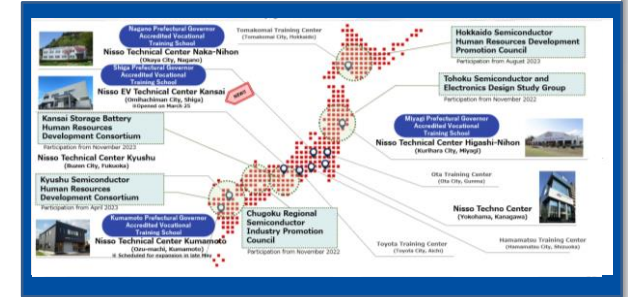 Nagano Prefectural Governor
Accredited Vocational
Training School
Nisso Technical Center Naka-Nihon
(Okaya City, Nagano)
Shiga Prefectural Governor
Accredited Vocational
Training School
Nisso EV Technical Center Kansai
(Omihachiman City, Shiga)
※Opened on March 25
NEW!!
Kansai Storage Battery
Human Resources
Development Consortium
Participation from November 2023
Nisso Technical Center Kyushu
(Buzen City, Fukuoka)
Kyushu Semiconductor
Human Resources
Development Consortium
Participation from April 2023
Kumamoto Prefectural Governor
Accredited Vocational
Training School
Nisso Technical Center Kumamoto
(Ozu-machi, Kumamoto)
※ Scheduled for expansion in late
Tomakomai Training Center
(Tomakomai City, Hokkaido)
Hokkaido Semiconductor
Human Resources Development
Promotion Council
Participation from August 2023
Tohoku Semiconductor and
Electronics Design Study Group
Participation from November 2022
Miyagi Prefectural Governor
Accredited Vocational
Training School
Nisso Technical Center Higashi-Nihon
(Kurihara City, Miyagi)
Ota Training Center
(Ota City, Gunma)
Nisso Techno Center
(Yokohama, Kanagawa)
Hamamatsu Training Center
(Hamamatsu City, Shizuoka)
Toyota Training Center
(Toyota City, Aichi)
Chugoku Regional
Semiconductor
Industry Promotion
Council
Participation from November 2022